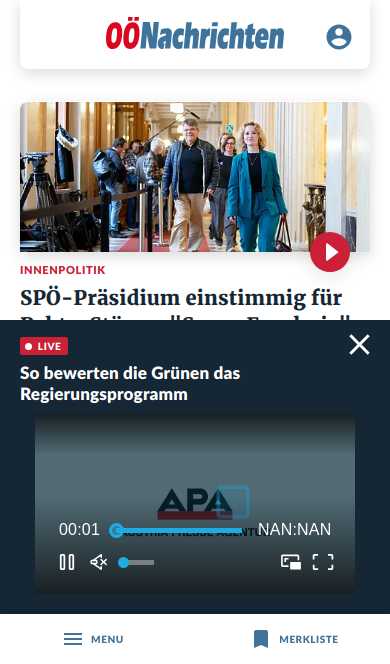 OÖNachrichten
INNENPOLITIK
SPÖ-Präsidium einstimmig für
LIVE
So bewerten die Grünen das
Regierungsprogramm
APA
AUSTRIA PRESSE AGENTUR
00:01
NAN:NAN
MENU
MERKLISTE